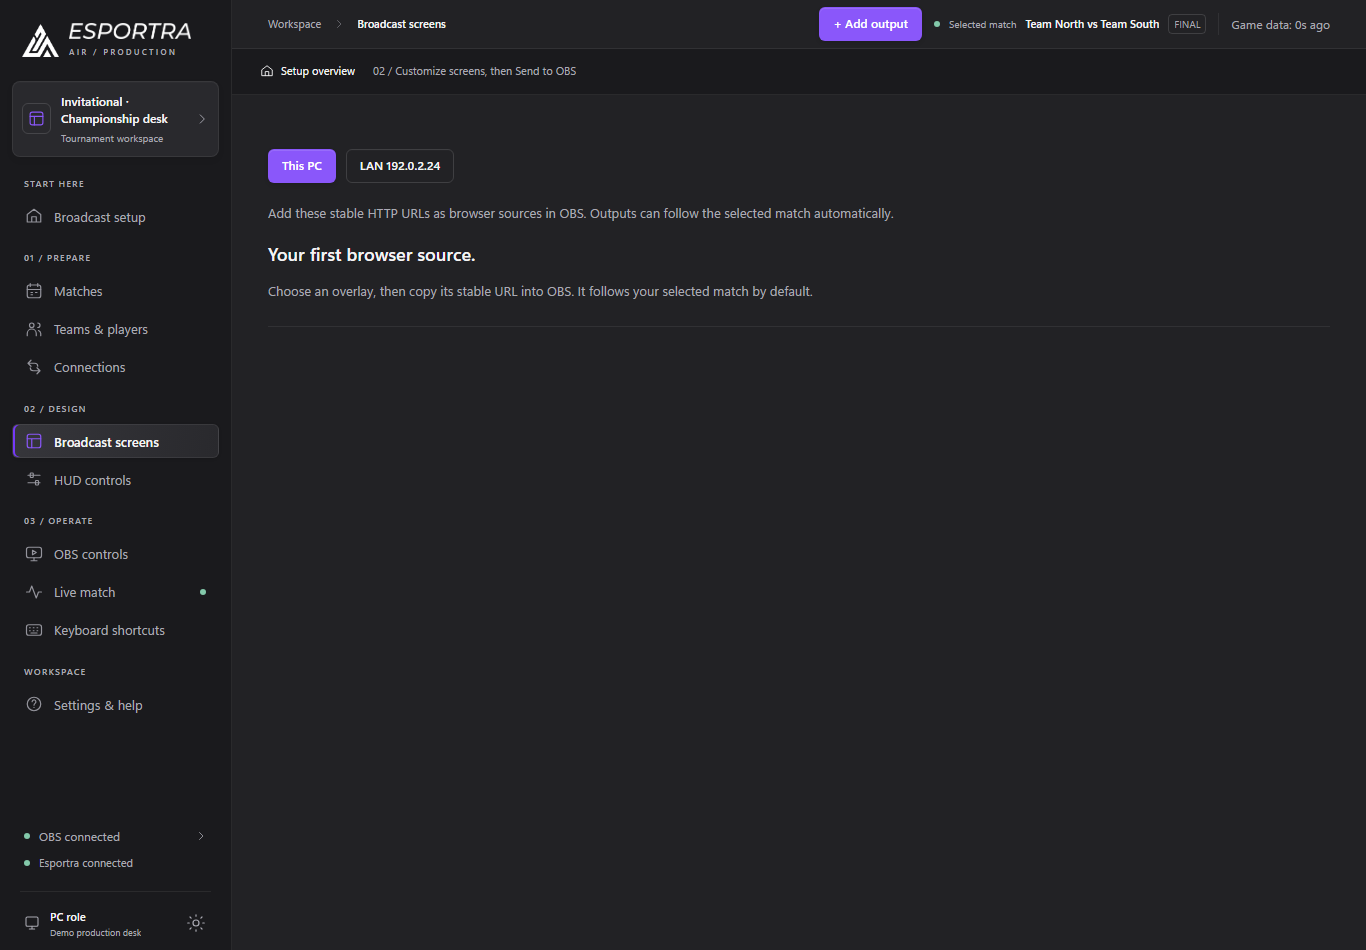 ESPORTRA
AIR / PRODUCTION
Invitational ·
Championship desk
Tournament workspace
START HERE
Broadcast setup
01 / PREPARE
Matches
Teams & players
Connections
02 / DESIGN
Broadcast screens
HUD controls
03 / OPERATE
OBS controls
Live match
Keyboard shortcuts
WORKSPACE
Settings & help
OBS connected
Esportra connected
PC role
Demo production desk
Workspace
Broadcast screens
+ Add output
Selected match
Team North vs Team South
FINAL
Game data: 0s ago
Setup overview
02 / Customize screens, then Send to OBS
This PC
LAN 192.0.2.24
Add these stable HTTP URLs as browser sources in OBS. Outputs can follow the selected match automatically.
Your first browser source.
Choose an overlay, then copy its stable URL into OBS. It follows your selected match by default.